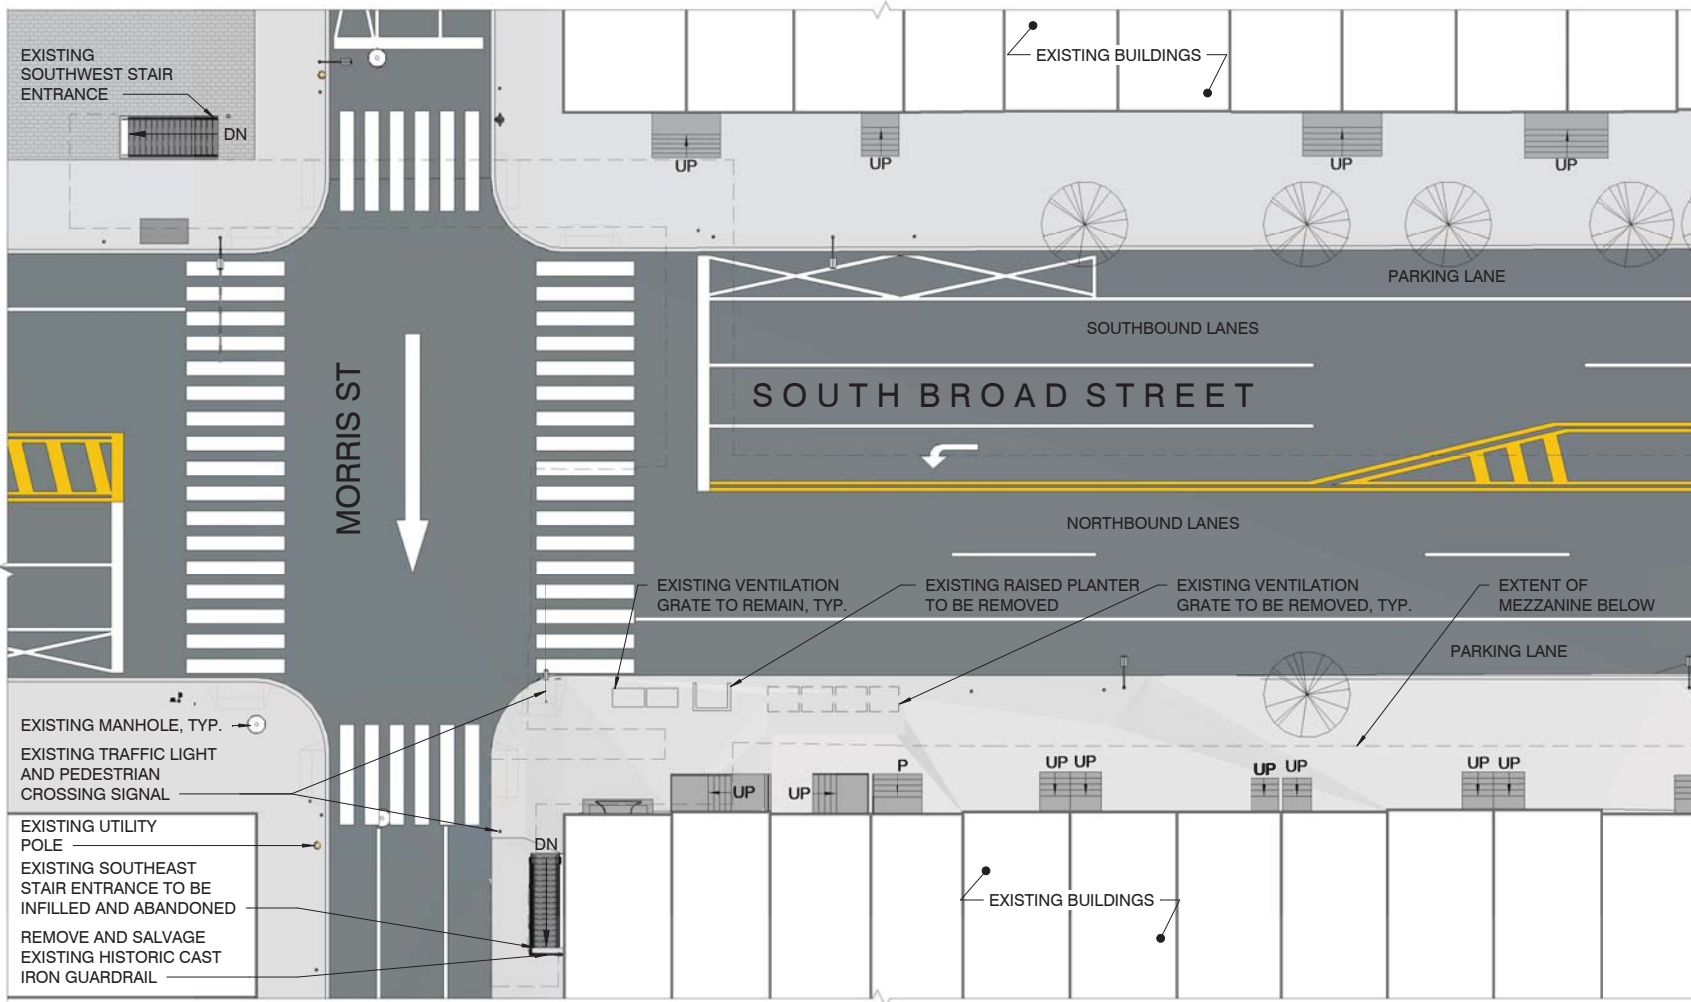 EXISTING
SOUTHWEST STAIR
ENTRANCE
DN
EXISTING BUILDINGS
UP
UP
UP
UP
PARKING LANE
SOUTHBOUND LANES
SOUTH BROAD STREET
MORRIS ST
NORTHBOUND LANES
EXISTING VENTILATION
GRATE TO REMAIN, TYP.
EXISTING RAISED PLANTER
TO BE REMOVED
EXISTING VENTILATION
GRATE TO BE REMOVED, TYP.
EXTENT OF
MEZZANINE BELOW
PARKING LANE
EXISTING MANHOLE, TYP.
EXISTING TRAFFIC LIGHT
AND PEDESTRIAN
CROSSING SIGNAL
UP
UP
P
UP UP
UP UP
UP UP
EXISTING UTILITY
POLE
EXISTING SOUTHEAST
STAIR ENTRANCE TO BE
INFILLED AND ABANDONED
REMOVE AND SALVAGE
EXISTING HISTORIC CAST
IRON GUARDRAIL
DN
EXISTING BUILDINGS